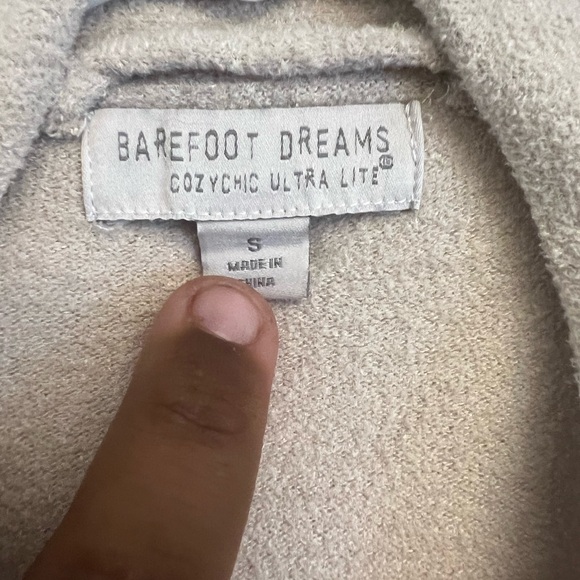 BAREFOOT DREAMS
COZYCHIC ULTRA LITE®
S
MADE IN
CHINA